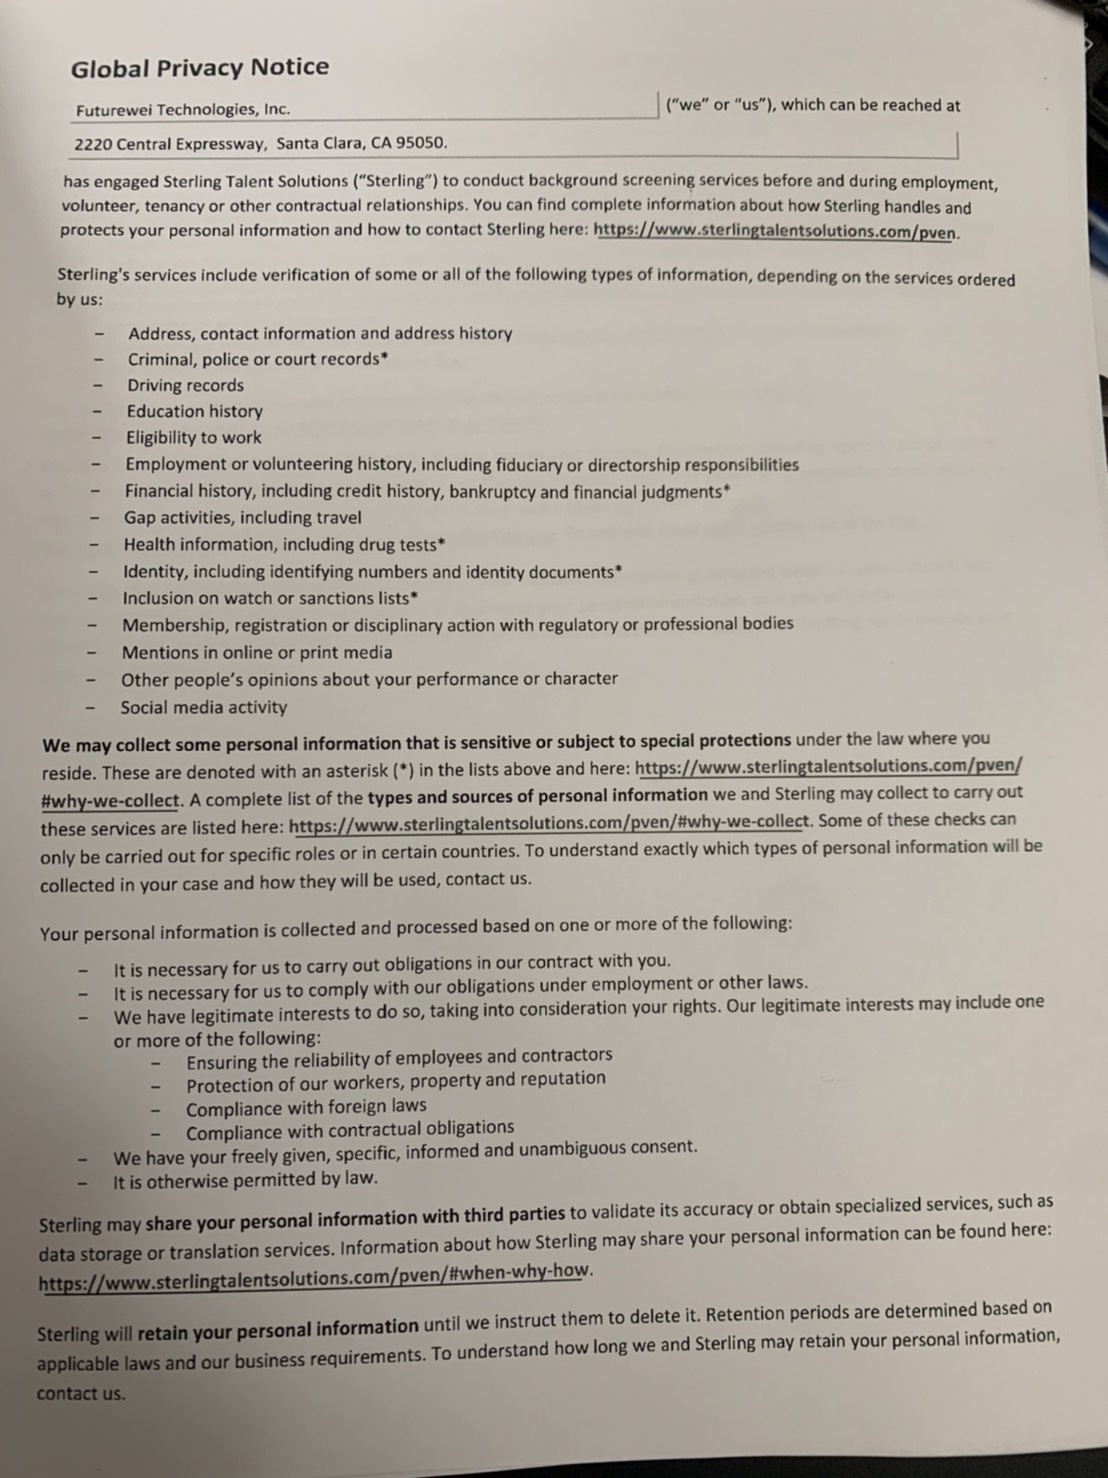 Global Privacy Notice
Futurewei Technologies, Inc. ("we" or "us"), which can be reached at
2220 Central Expressway, Santa Clara, CA 95050.
has engaged Sterling Talent Solutions ("Sterling") to conduct background screening services before and during employment,
volunteer, tenancy or other contractual relationships. You can find complete information about how Sterling handles and
protects your personal information and how to contact Sterling here: https://www.sterlingtalentsolutions.com/pven.
Sterling's services include verification of some or all of the following types of information, depending on the services ordered
by us:
– Address, contact information and address history
– Criminal, police or court records*
– Driving records
– Education history
– Eligibility to work
– Employment or volunteering history, including fiduciary or directorship responsibilities
– Financial history, including credit history, bankruptcy and financial judgments*
– Gap activities, including travel
– Health information, including drug tests*
– Identity, including identifying numbers and identity documents*
– Inclusion on watch or sanctions lists*
– Membership, registration or disciplinary action with regulatory or professional bodies
– Mentions in online or print media
– Other people's opinions about your performance or character
– Social media activity
We may collect some personal information that is sensitive or subject to special protections under the law where you
reside. These are denoted with an asterisk (*) in the lists above and here: https://www.sterlingtalentsolutions.com/pven/
#why-we-collect. A complete list of the types and sources of personal information we and Sterling may collect to carry out
these services are listed here: https://www.sterlingtalentsolutions.com/pven/#why-we-collect. Some of these checks can
only be carried out for specific roles or in certain countries. To understand exactly which types of personal information will be
collected in your case and how they will be used, contact us.
Your personal information is collected and processed based on one or more of the following:
– It is necessary for us to carry out obligations in our contract with you.
– It is necessary for us to comply with our obligations under employment or other laws.
– We have legitimate interests to do so, taking into consideration your rights. Our legitimate interests may include one
or more of the following:
– Ensuring the reliability of employees and contractors
– Protection of our workers, property and reputation
– Compliance with foreign laws
– Compliance with contractual obligations
– We have your freely given, specific, informed and unambiguous consent.
– It is otherwise permitted by law.
Sterling may share your personal information with third parties to validate its accuracy or obtain specialized services, such as
data storage or translation services. Information about how Sterling may share your personal information can be found here:
https://www.sterlingtalentsolutions.com/pven/#when-why-how.
Sterling will retain your personal information until we instruct them to delete it. Retention periods are determined based on
applicable laws and our business requirements. To understand how long we and Sterling may retain your personal information,
contact us.